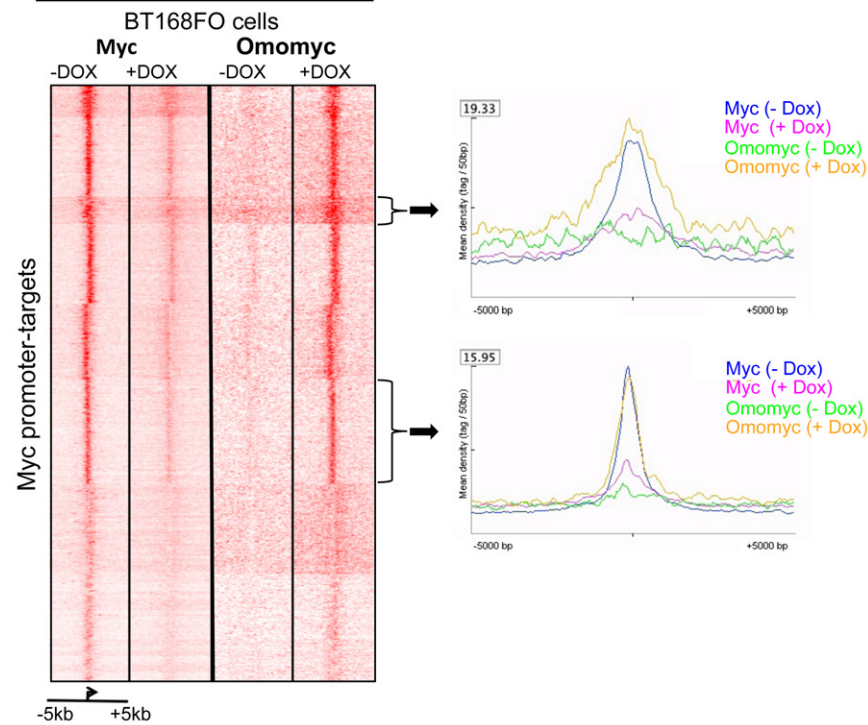 BT168FO cells
Myc Omomyc
-DOX +DOX -DOX +DOX
Myc promoter-targets
-5kb +5kb
19.33
Mean density (tag / 50bp)
-5000 bp +5000 bp
Myc (- Dox)
Myc (+ Dox)
Omomyc (- Dox)
Omomyc (+ Dox)
15.95
Mean density (tag / 50bp)
-5000 bp +5000 bp
Myc (- Dox)
Myc (+ Dox)
Omomyc (- Dox)
Omomyc (+ Dox)